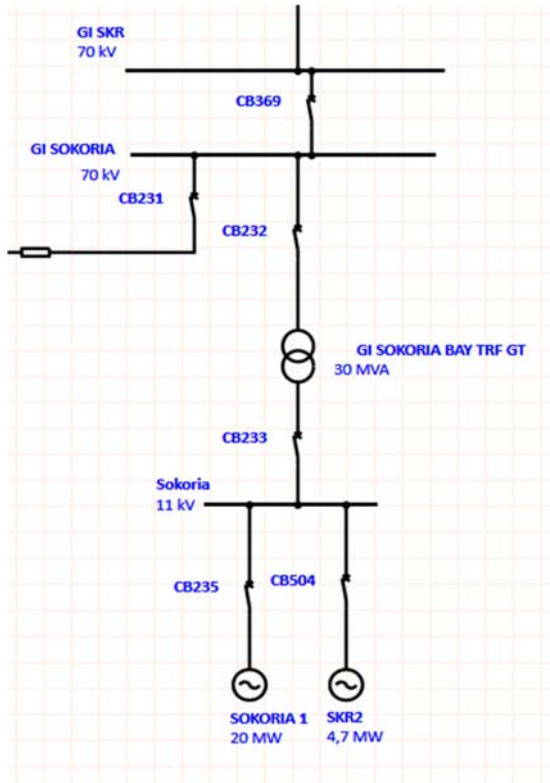 GI SKR
70 kV
CB369
GI SOKORIA
70 kV
CB231
CB232
GI SOKORIA BAY TRF GT
30 MVA
CB233
Sokoria
11 kV
CB235
CB504
SOKORIA 1
20 MW
SKR2
4,7 MW